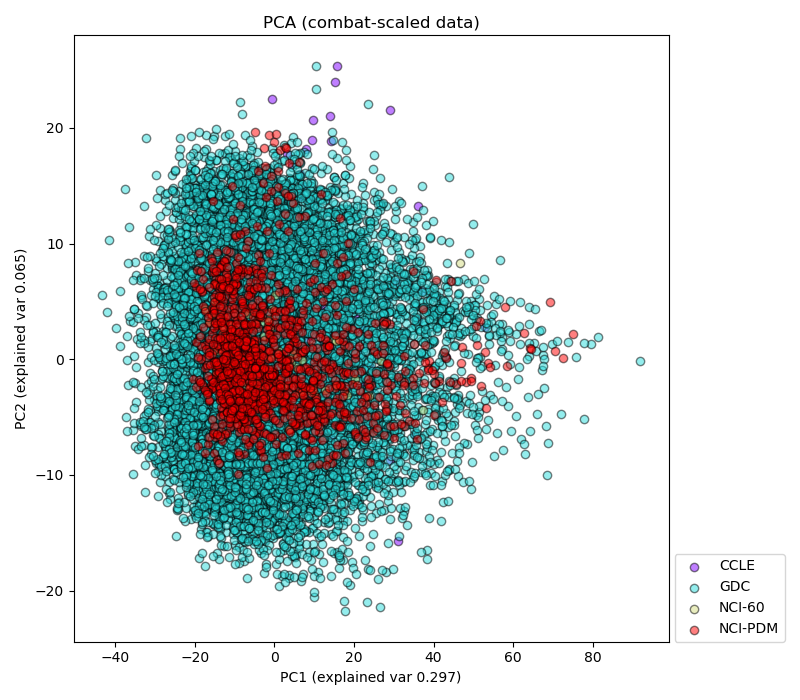 PCA (combat-scaled data)
20
10
0
−10
−20
PC2 (explained var 0.065)
−40
−20
0
20
40
60
80
PC1 (explained var 0.297)
CCLE
GDC
NCI-60
NCI-PDM